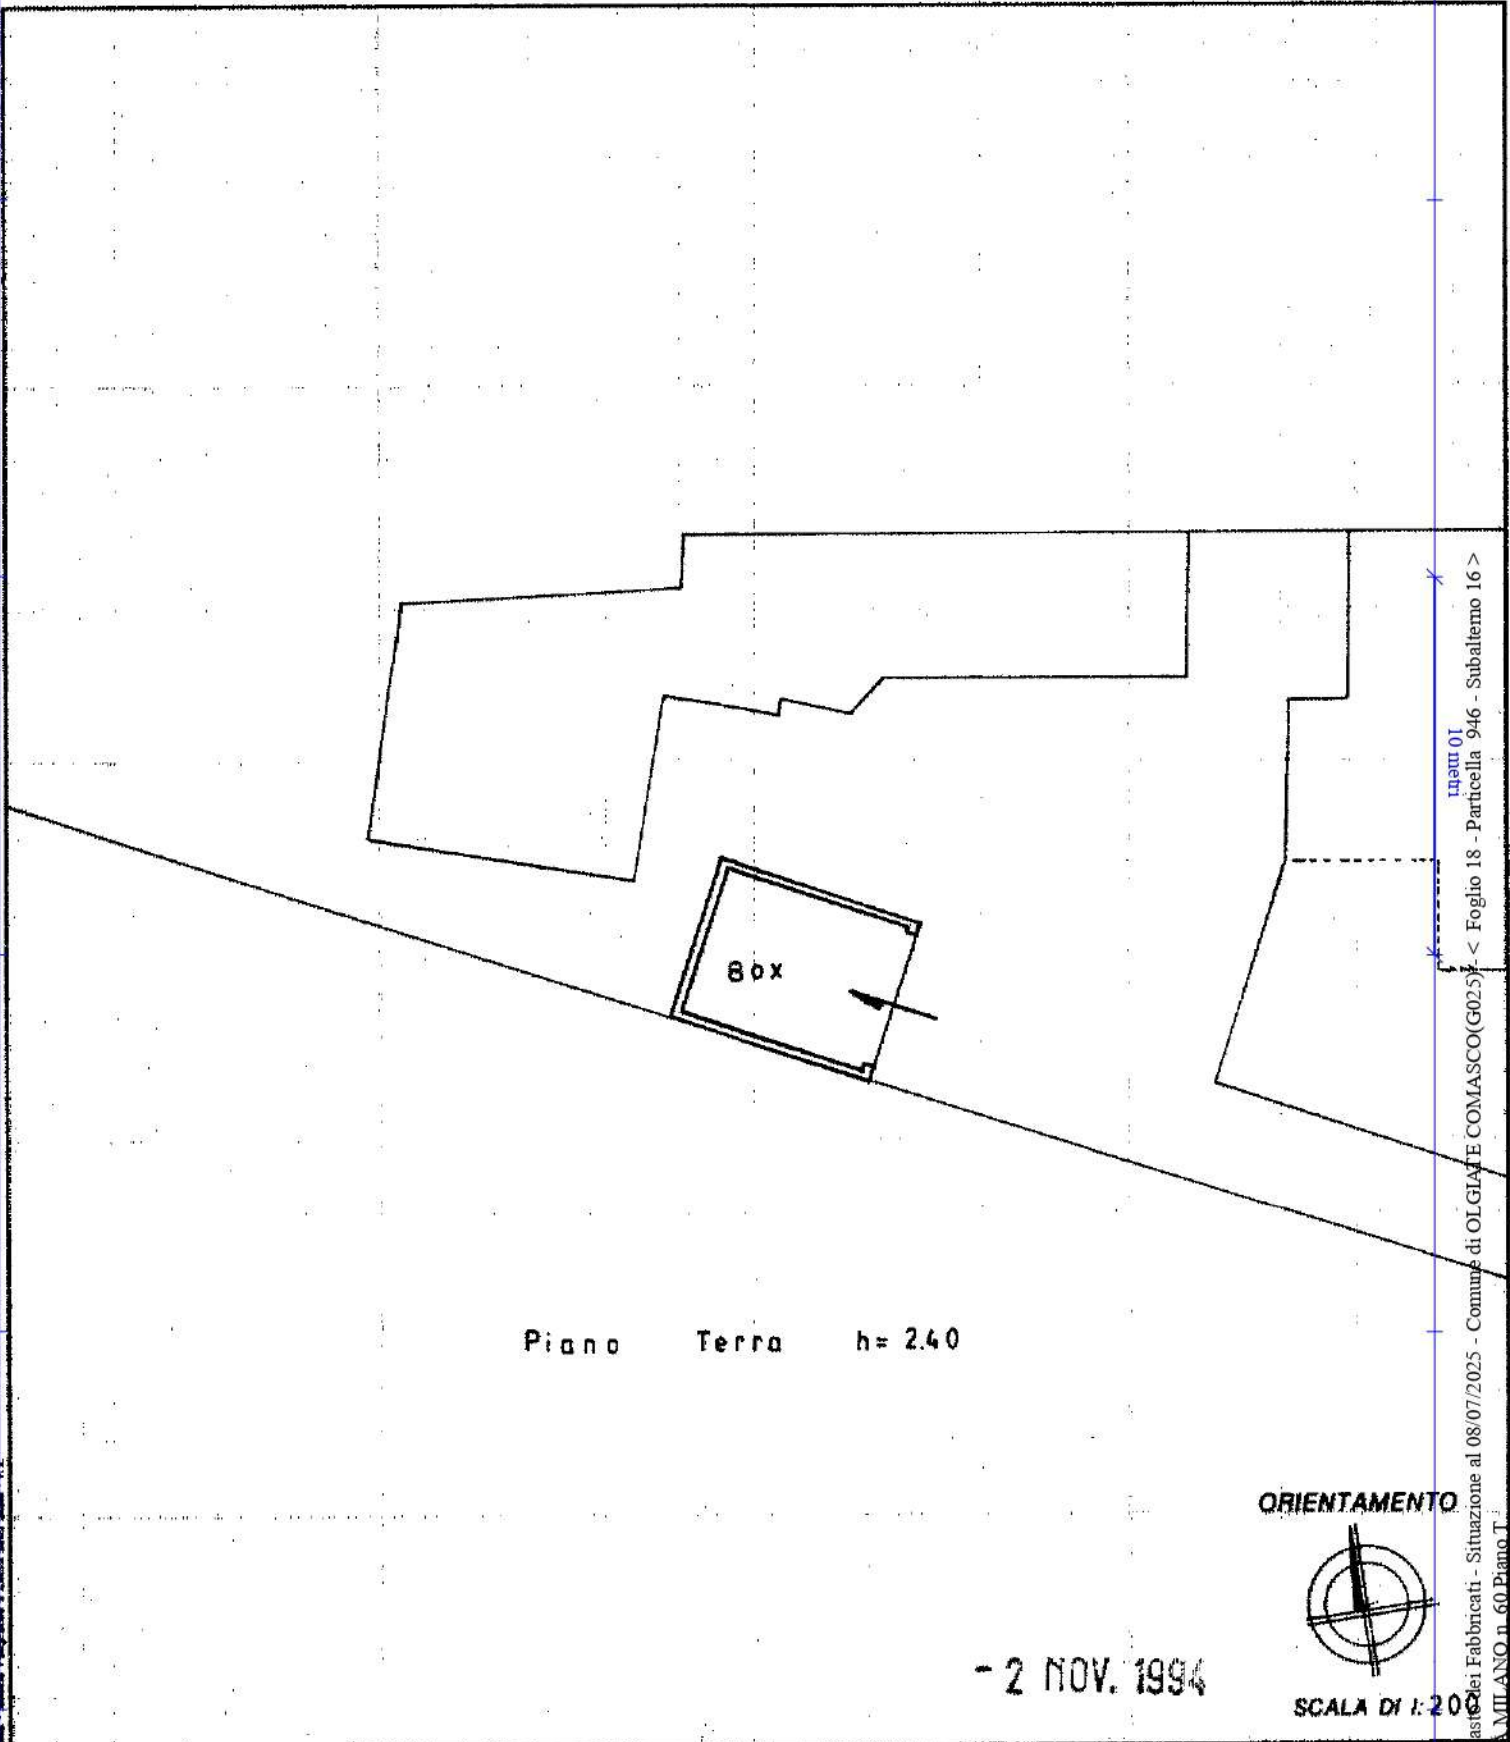 Box
Piano Terra h= 2.40
ORIENTAMENTO
- 2 NOV. 1994
SCALA DI 1:200
10 metri
dei Fabbricati - Situazione al 08/07/2025 - Comune di OLGIATE COMASCO(G025) - < Foglio 18 - Particella 946 - Subalterno 16 >
MILANO n. 60 Piano T